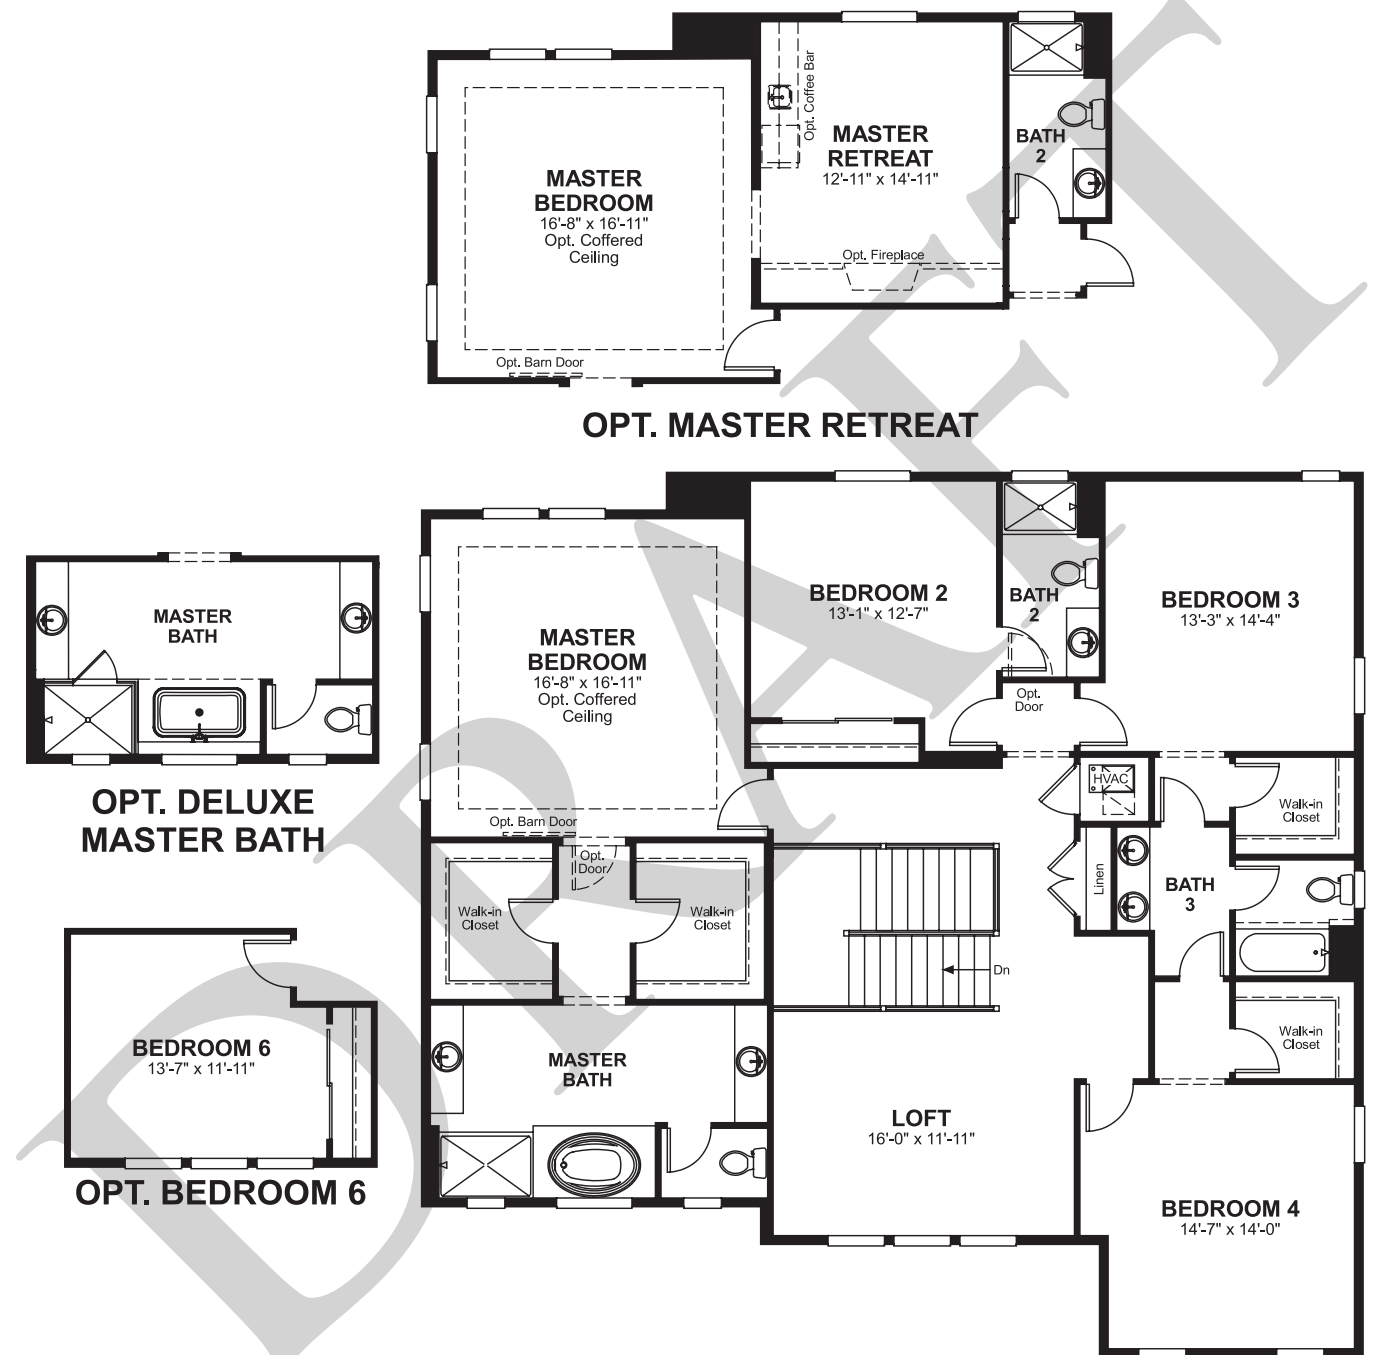 Opt. Coffee Bar
MASTER
RETREAT
12'-11" x 14'-11"
BATH
2
MASTER
BEDROOM
16'-8" x 16'-11"
Opt. Coffered
Ceiling
Opt. Fireplace
Opt. Barn Door
OPT. MASTER RETREAT
MASTER
BATH
OPT. DELUXE
MASTER BATH
BEDROOM 6
13'-7" x 11'-11"
OPT. BEDROOM 6
BEDROOM 2
13'-1" x 12'-7"
BATH
2
BEDROOM 3
13'-3" x 14'-4"
MASTER
BEDROOM
16'-8" x 16'-11"
Opt. Coffered
Ceiling
Opt.
Door
HVAC
Walk-in
Closet
Opt. Barn Door
Opt.
Door
Walk-in
Closet
Walk-in
Closet
Linen
BATH
3
Dn
Walk-in
Closet
MASTER
BATH
LOFT
16'-0" x 11'-11"
BEDROOM 4
14'-7" x 14'-0"
DRAFT